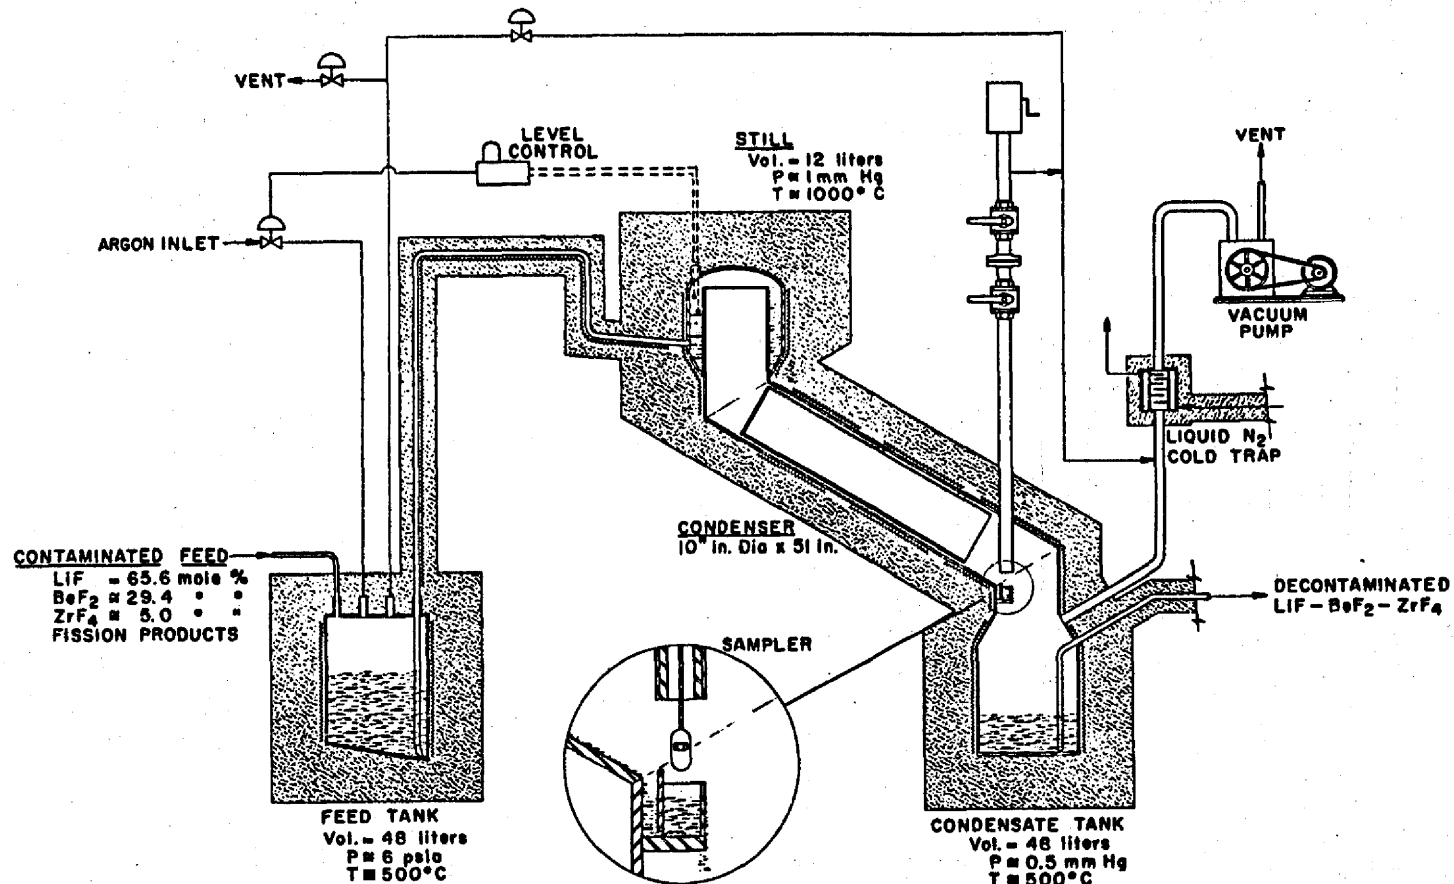 VENT
LEVEL
CONTROL
STILL
Vol. = 12 liters
P ≈ 1 mm Hg
T ≈ 1000° C
VENT
ARGON INLET
VACUUM
PUMP
LIQUID N2
COLD TRAP
CONDENSER
10" in. Dia x 51 in.
CONTAMINATED FEED
LiF = 65.6 mole %
BeF2 ≈ 29.4 " "
ZrF4 ≈ 5.0 " "
FISSION PRODUCTS
DECONTAMINATED
LiF-BeF2-ZrF4
SAMPLER
FEED TANK
Vol. = 48 liters
P ≈ 6 psia
T ≈ 500°C
CONDENSATE TANK
Vol. = 48 liters
P ≈ 0.5 mm Hg
T ≈ 500°C